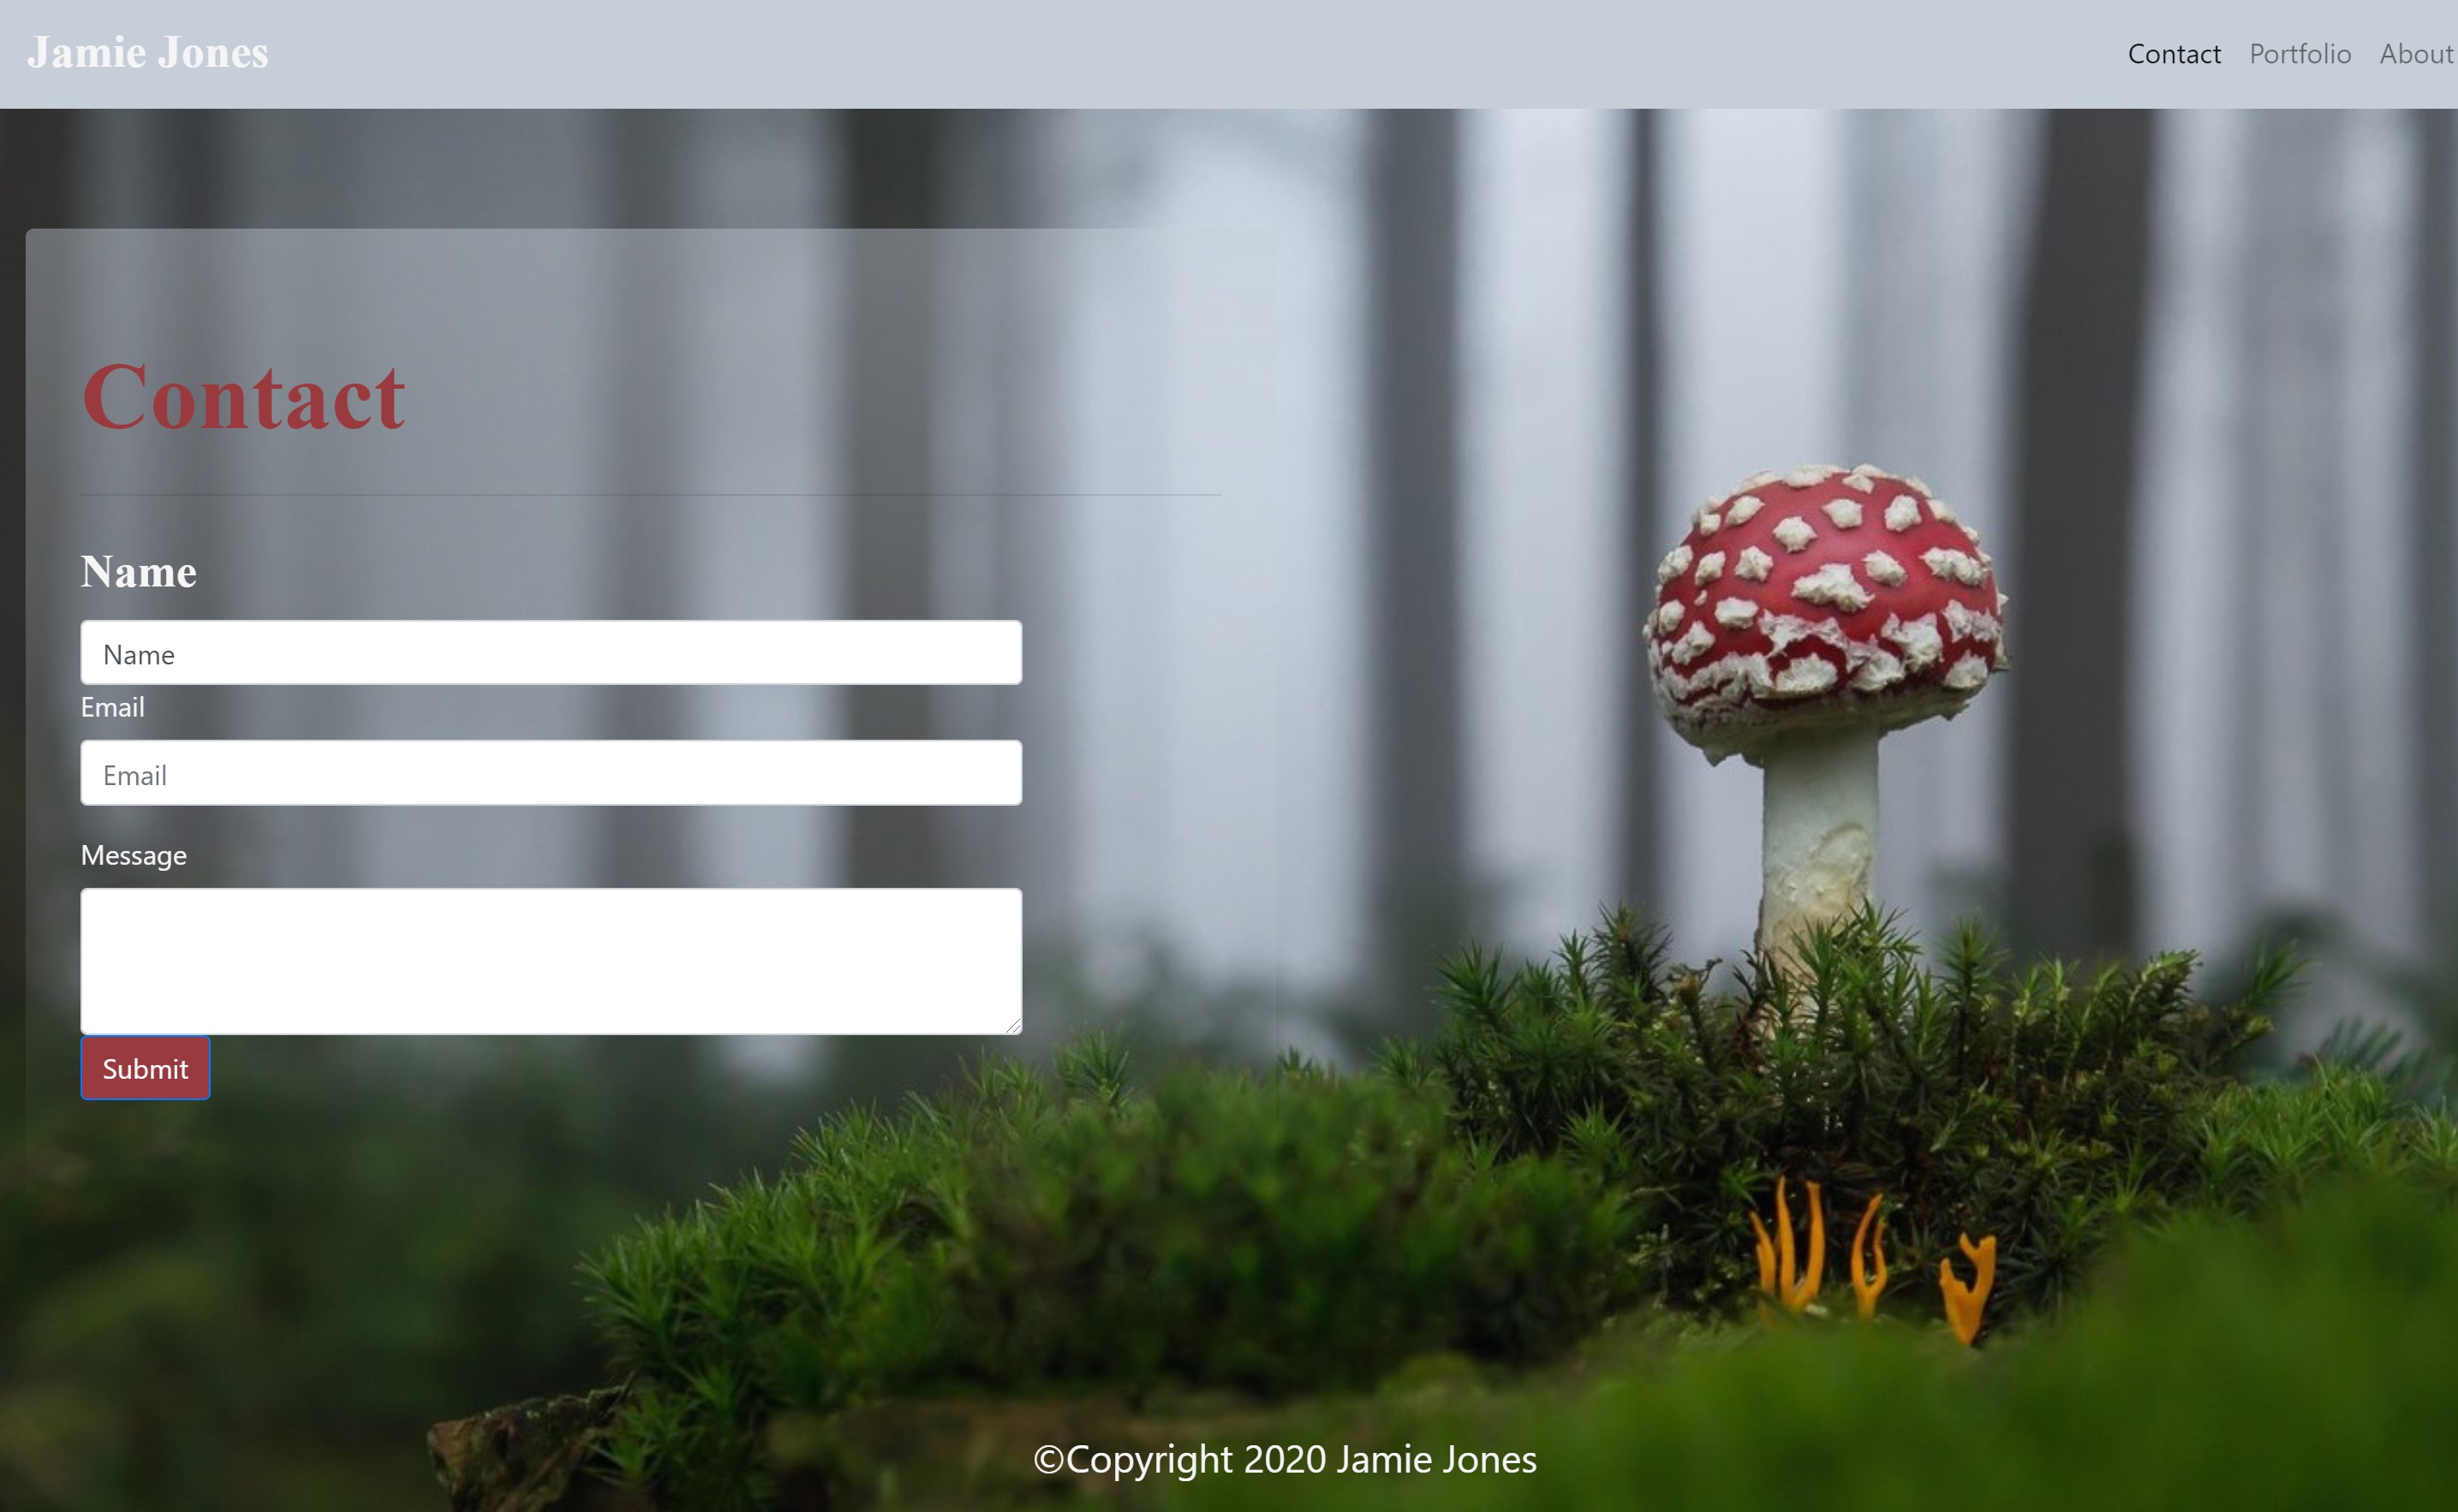 Jamie Jones
Contact Portfolio About
Contact
Name
Name
Email
Email
Message
Submit
©Copyright 2020 Jamie Jones